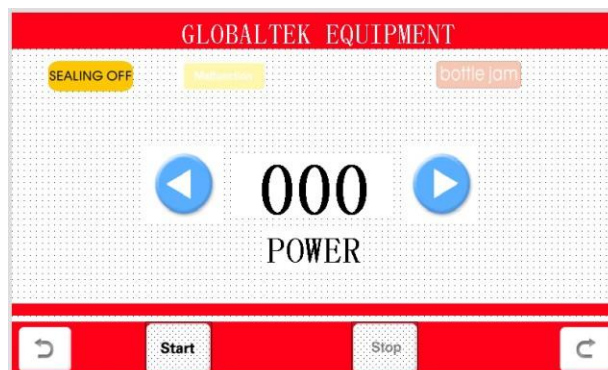 GLOBALTEK EQUIPMENT
SEALING OFF
bottle jam
000
POWER
Start
Stop